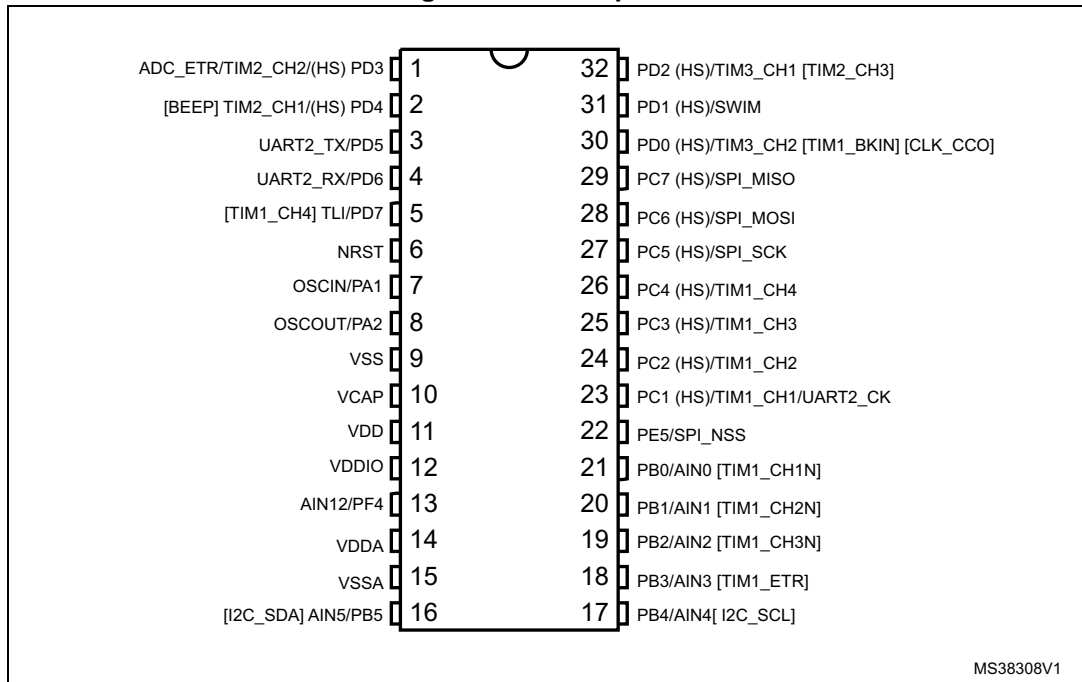 ADC_ETR/TIM2_CH2/(HS) PD3 1
[BEEP] TIM2_CH1/(HS) PD4 2
UART2_TX/PD5 3
UART2_RX/PD6 4
[TIM1_CH4] TLI/PD7 5
NRST 6
OSCIN/PA1 7
OSCOUT/PA2 8
VSS 9
VCAP 10
VDD 11
VDDIO 12
AIN12/PF4 13
VDDA 14
VSSA 15
[I2C_SDA] AIN5/PB5 16
32 PD2 (HS)/TIM3_CH1 [TIM2_CH3]
31 PD1 (HS)/SWIM
30 PD0 (HS)/TIM3_CH2 [TIM1_BKIN] [CLK_CCO]
29 PC7 (HS)/SPI_MISO
28 PC6 (HS)/SPI_MOSI
27 PC5 (HS)/SPI_SCK
26 PC4 (HS)/TIM1_CH4
25 PC3 (HS)/TIM1_CH3
24 PC2 (HS)/TIM1_CH2
23 PC1 (HS)/TIM1_CH1/UART2_CK
22 PE5/SPI_NSS
21 PB0/AIN0 [TIM1_CH1N]
20 PB1/AIN1 [TIM1_CH2N]
19 PB2/AIN2 [TIM1_CH3N]
18 PB3/AIN3 [TIM1_ETR]
17 PB4/AIN4[ I2C_SCL]
MS38308V1